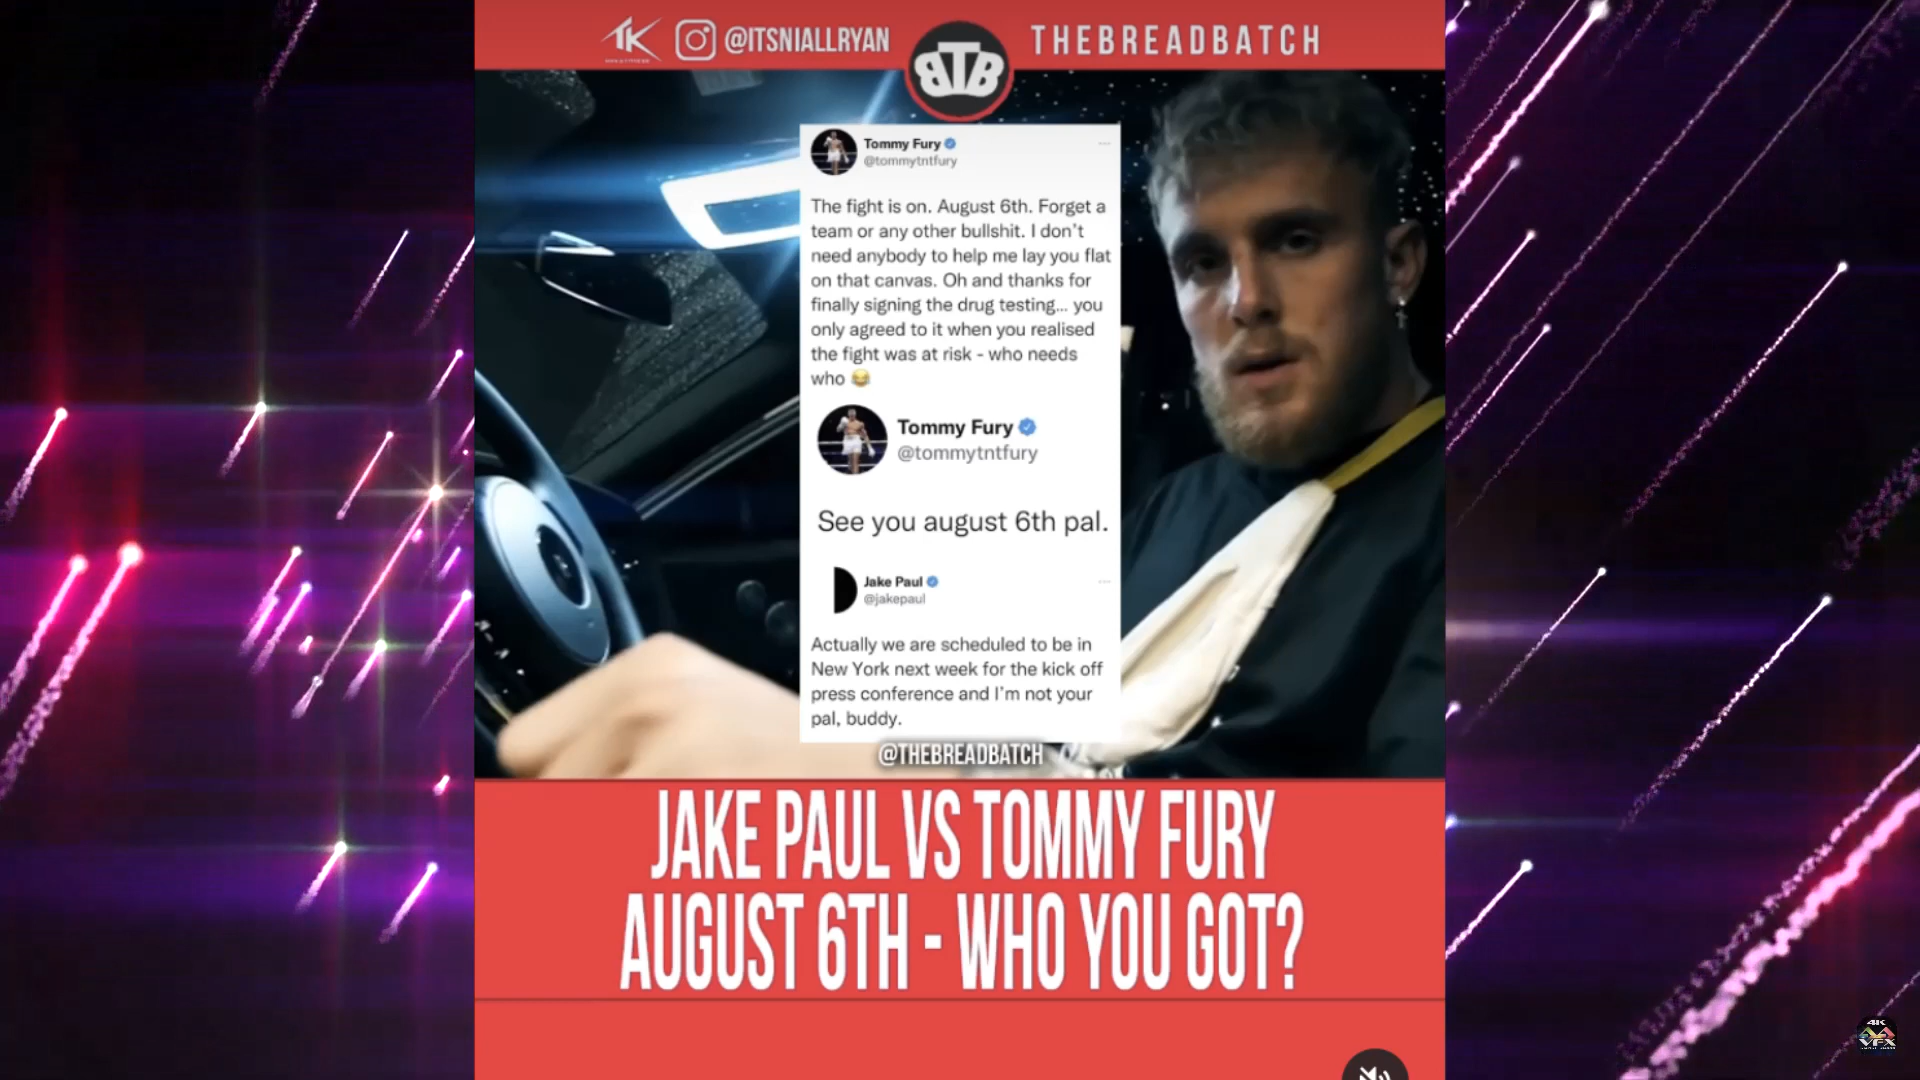 TK
@ITSNIALLRYAN
BTB
THEBREADBATCH
Tommy Fury
@tommytntfury
The fight is on. August 6th. Forget a
team or any other bullshit. I don't
need anybody to help me lay you flat
on that canvas. Oh and thanks for
finally signing the drug testing... you
only agreed to it when you realised
the fight was at risk - who needs
who 😂
Tommy Fury
@tommytntfury
See you august 6th pal.
Jake Paul
@jakepaul
Actually we are scheduled to be in
New York next week for the kick off
press conference and I'm not your
pal, buddy.
@THEBREADBATCH
JAKE PAUL VS TOMMY FURY
AUGUST 6TH - WHO YOU GOT?
4K
VFX